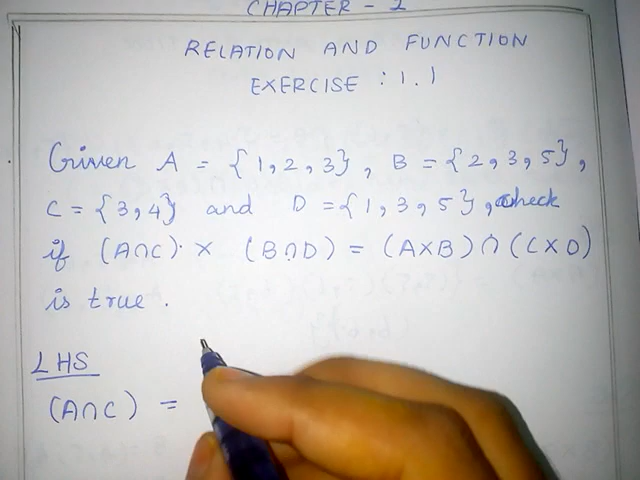 CHAPTER - 1
RELATION AND FUNCTION
EXERCISE : 1.1
Given A = {1,2,3}, B = {2,3,5},
C = {3,4} and D = {1,3,5}, check
if (A∩C) × (B∩D) = (A×B) ∩ (C×D)
is true.
LHS
(A∩C) =